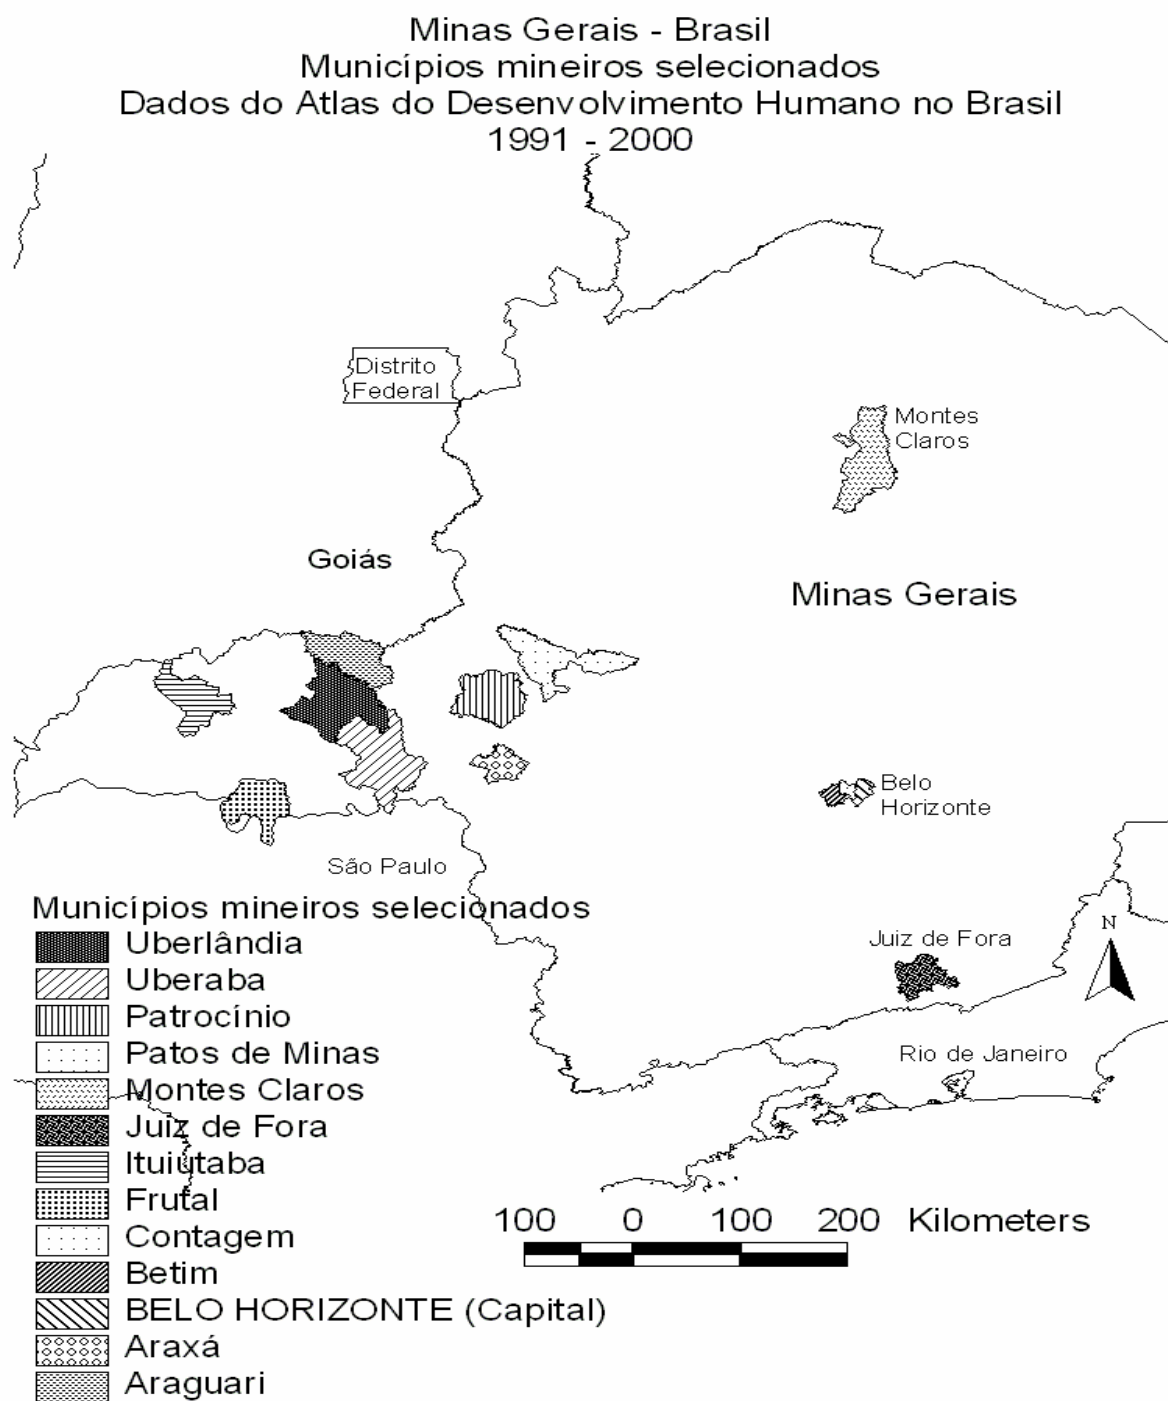 Minas Gerais - Brasil
Municípios mineiros selecionados
Dados do Atlas do Desenvolvimento Humano no Brasil
1991 - 2000
Distrito
Federal
Montes
Claros
Goiás
Minas Gerais
Belo
Horizonte
São Paulo
Municípios mineiros selecionados
Uberlândia
Uberaba
Patrocínio
Patos de Minas
Montes Claros
Juiz de Fora
Ituiutaba
Frutal
Contagem
Betim
BELO HORIZONTE (Capital)
Araxá
Araguari
N
Juiz de Fora
Rio de Janeiro
100 0 100 200 Kilometers